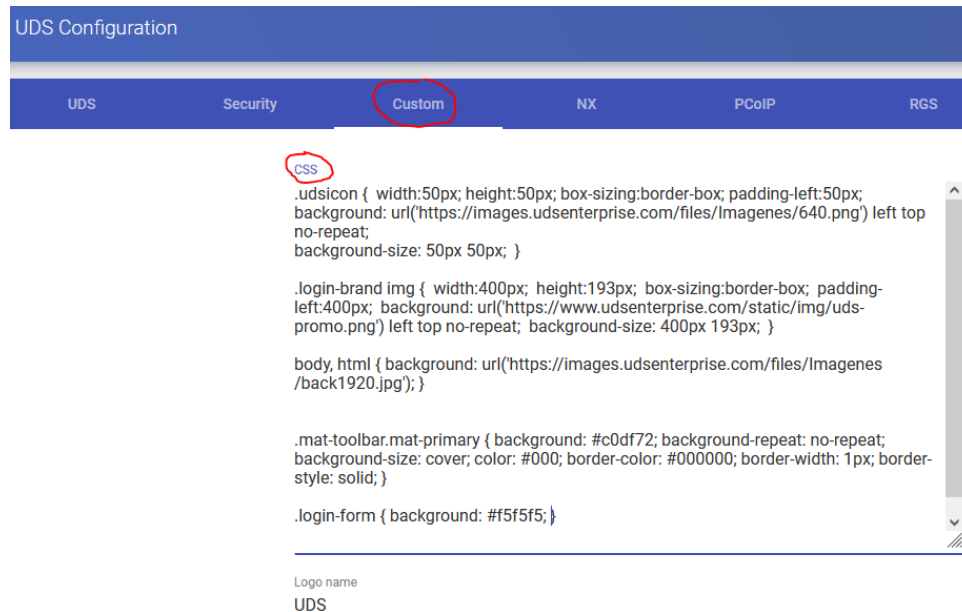 UDS Configuration
UDS Security Custom NX PCoIP RGS
CSS
.udsicon {  width:50px; height:50px; box-sizing:border-box; padding-left:50px;
background: url('https://images.udsenterprise.com/files/Imagenes/640.png') left top
no-repeat;
background-size: 50px 50px;  }
.login-brand img {  width:400px;  height:193px;  box-sizing:border-box;  padding-
left:400px;  background: url('https://www.udsenterprise.com/static/img/uds-
promo.png') left top no-repeat;  background-size: 400px 193px;  }
body, html { background: url('https://images.udsenterprise.com/files/Imagenes
/back1920.jpg'); }
.mat-toolbar.mat-primary { background: #c0df72; background-repeat: no-repeat;
background-size: cover; color: #000; border-color: #000000; border-width: 1px; border-
style: solid; }
.login-form { background: #f5f5f5; }
Logo name
UDS